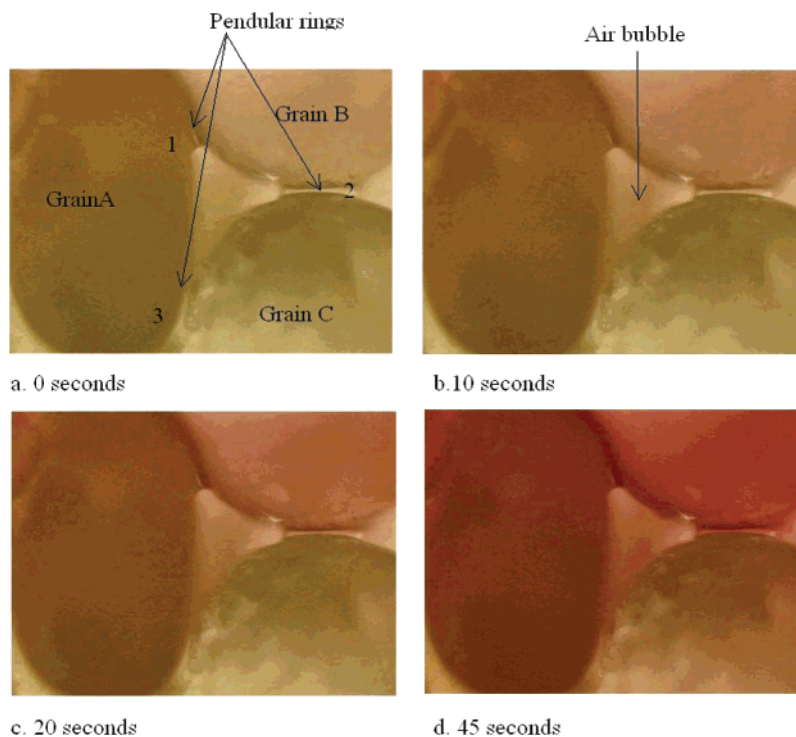 Pendular rings
Air bubble
Grain B
1
GrainA
2
Grain C
3
a. 0 seconds
b.10 seconds
c. 20 seconds
d. 45 seconds